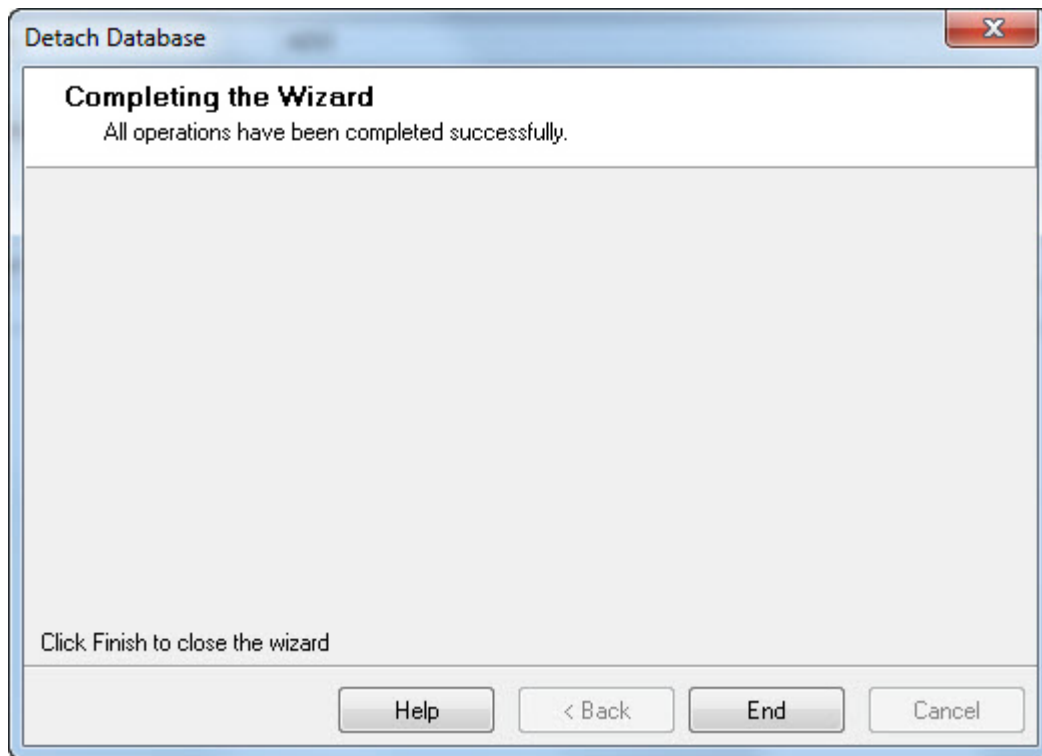 Detach Database
Completing the Wizard
All operations have been completed successfully.
Click Finish to close the wizard
Help
< Back
End
Cancel